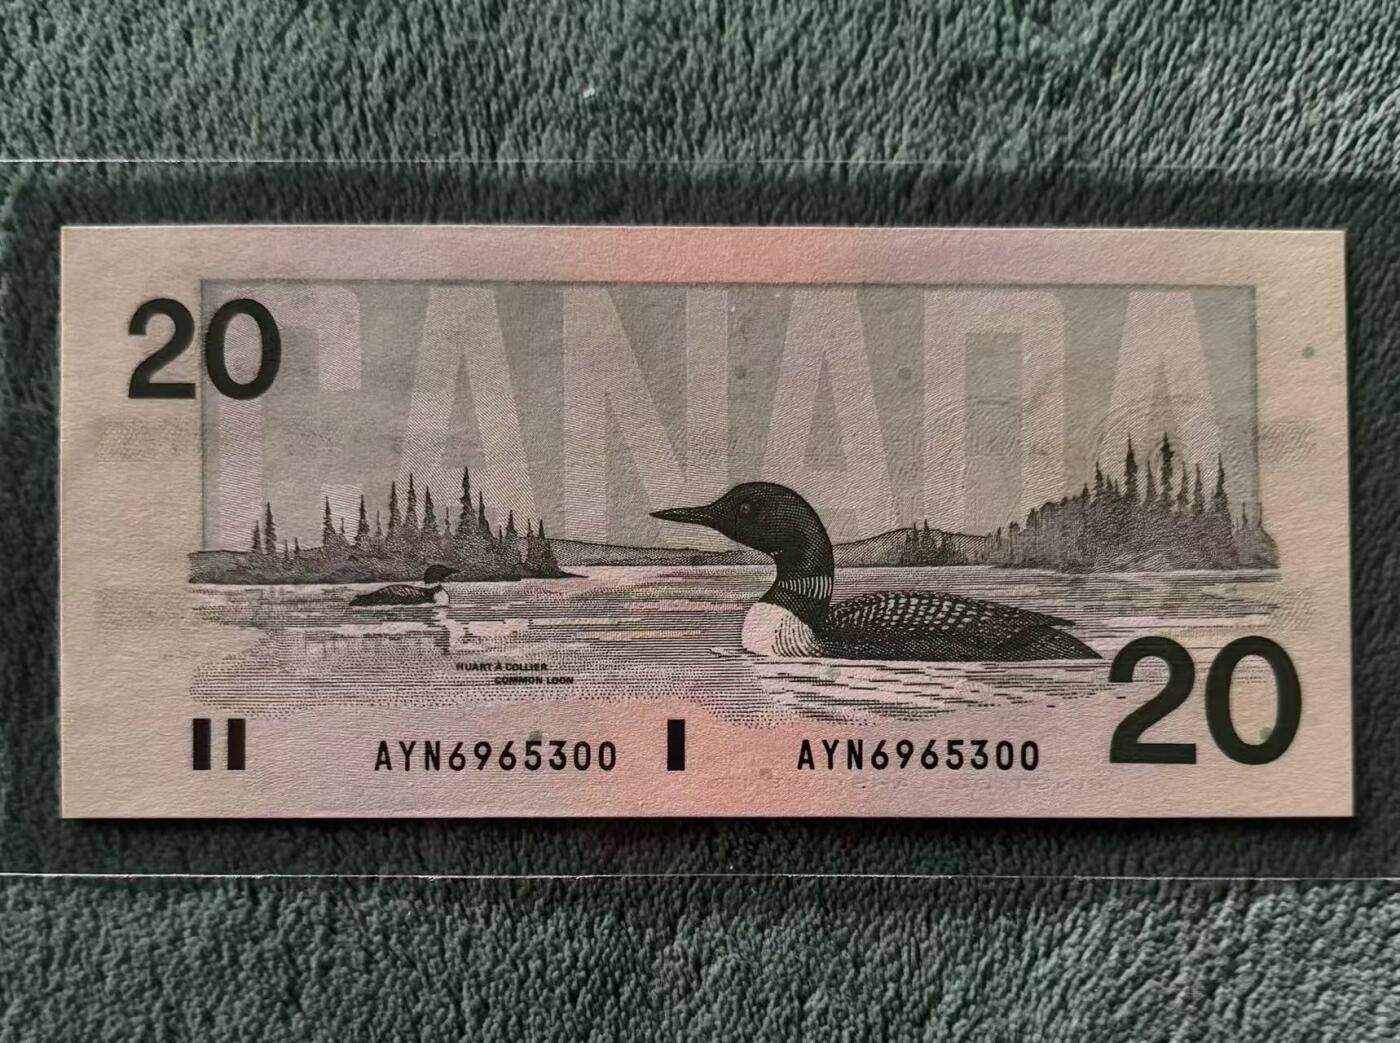 20
CANADA
HUART À COLLIER
COMMON LOON
20
AYN6965300
AYN6965300